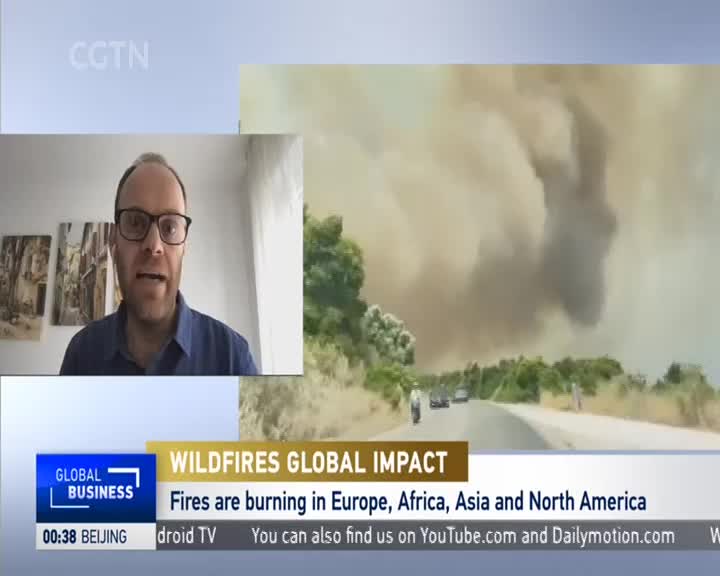 CGTN
WILDFIRES GLOBAL IMPACT
GLOBAL
BUSINESS
Fires are burning in Europe, Africa, Asia and North America
00:38 BEIJING
droid TV You can also find us on YouTube.com and Dailymotion.com W